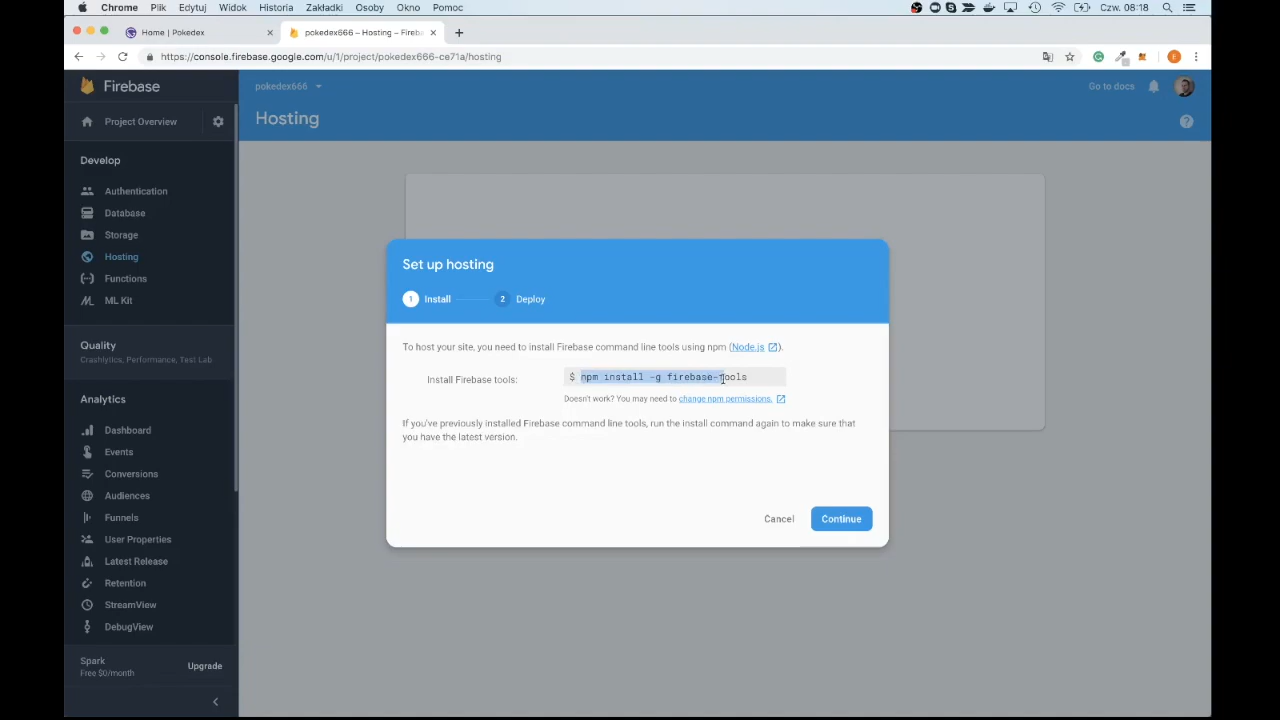 Chrome Plik Edytuj Widok Historia Zakładki Osoby Okno Pomoc Czw. 08:18
Home | Pokedex
pokedex666 – Hosting – Fireb
https://console.firebase.google.com/u/1/project/pokedex666-ce71a/hosting
Firebase
pokedex666
Go to docs
Project Overview
Hosting
Develop
Authentication
Database
Storage
Hosting
Functions
ML Kit
Quality
Crashlytics, Performance, Test Lab
Analytics
Dashboard
Events
Conversions
Audiences
Funnels
User Properties
Latest Release
Retention
StreamView
DebugView
Spark
Free $0/month
Upgrade
Set up hosting
1 Install 2 Deploy
To host your site, you need to install Firebase command line tools using npm (Node.js).
Install Firebase tools: $ npm install -g firebase-tools
Doesn't work? You may need to change npm permissions.
If you've previously installed Firebase command line tools, run the install command again to make sure that
you have the latest version.
Cancel Continue